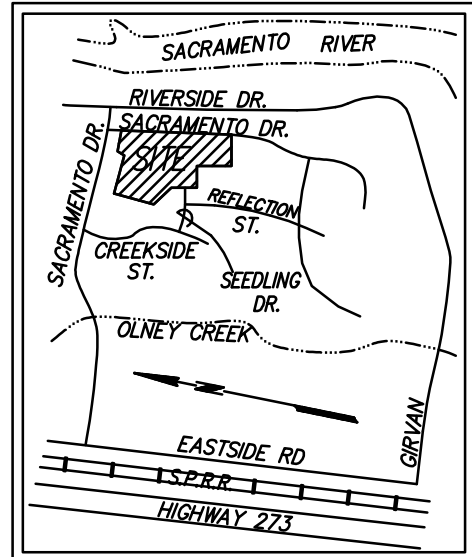 SACRAMENTO RIVER
RIVERSIDE DR.
SACRAMENTO DR.
SITE
SACRAMENTO DR.
REFLECTION
ST.
CREEKSIDE
ST.
SEEDLING
DR.
OLNEY CREEK
N
GIRVAN
EASTSIDE RD
S.P.R.R.
HIGHWAY 273